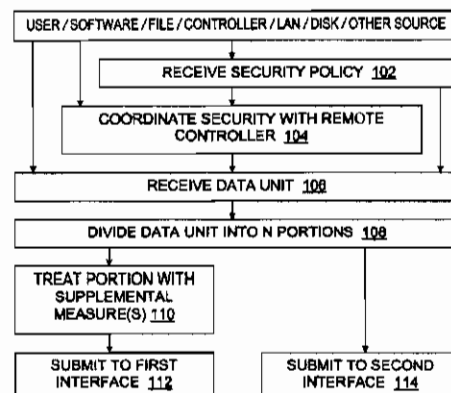 USER / SOFTWARE / FILE / CONTROLLER / LAN / DISK / OTHER SOURCE
RECEIVE SECURITY POLICY 102
COORDINATE SECURITY WITH REMOTE
CONTROLLER 104
RECEIVE DATA UNIT 106
DIVIDE DATA UNIT INTO N PORTIONS 108
TREAT PORTION WITH
SUPPLEMENTAL
MEASURE(S) 110
SUBMIT TO FIRST
INTERFACE 112
SUBMIT TO SECOND
INTERFACE 114